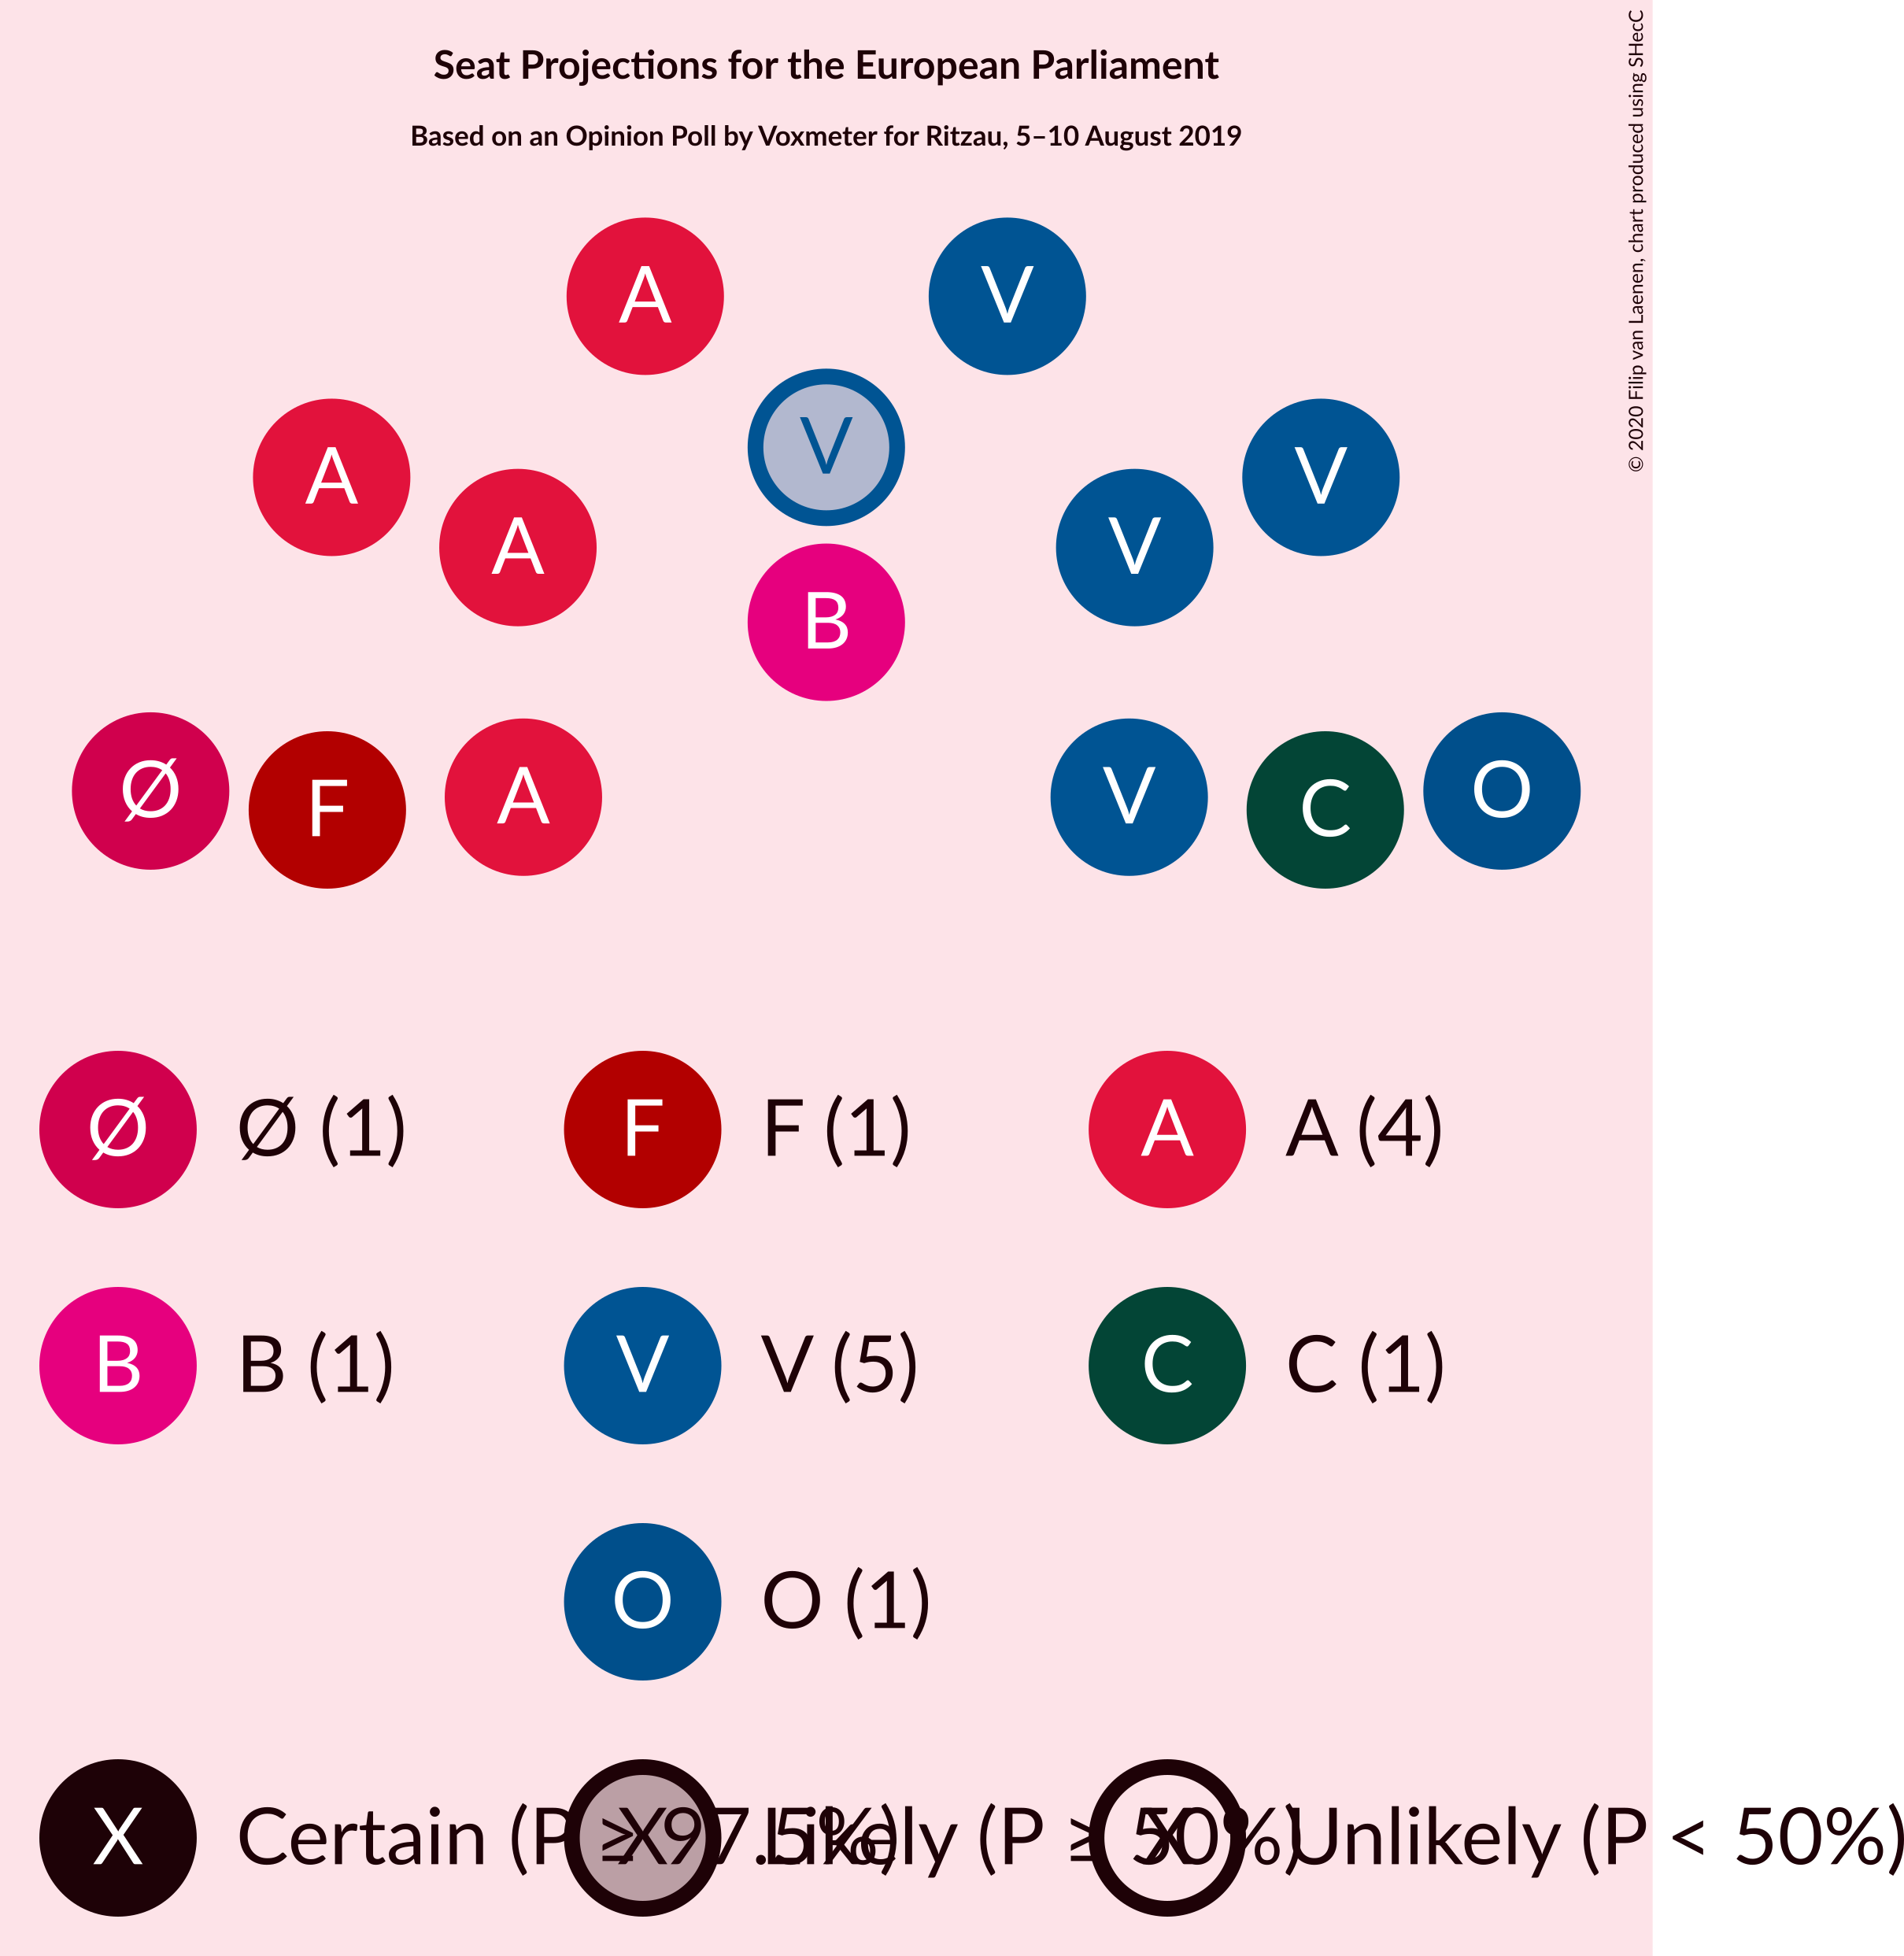 Seat Projections for the European Parliament
Based on an Opinion Poll by Voxmeter for Ritzau, 5–10 August 2019
© 2020 Filip van Laenen, chart produced using SHecC
A
V
V
A
V
A
V
B
Ø
F
A
V
C
O
Ø Ø (1)
F F (1)
A A (4)
B B (1)
V V (5)
C C (1)
O O (1)
X Certain (P ≥ 97.5%)
X Likely (P ≥ 50%)
X Unlikely (P < 50%)